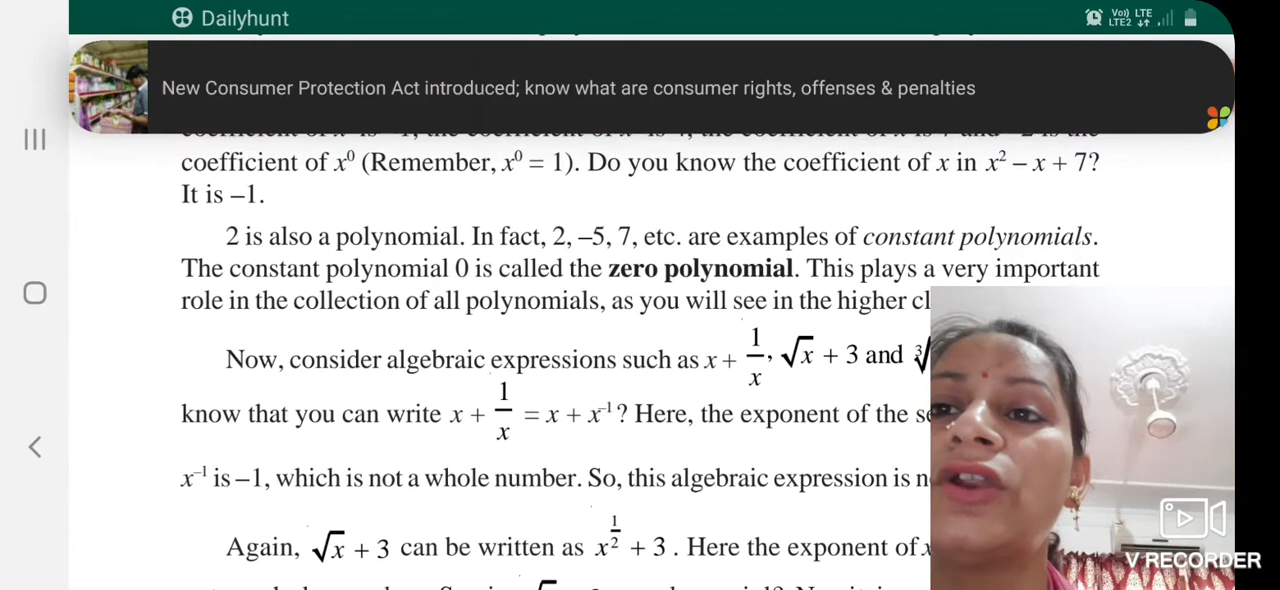 Dailyhunt
Vo)) LTE
LTE2
New Consumer Protection Act introduced; know what are consumer rights, offenses & penalties
coefficient of x⁰ (Remember, x⁰ = 1). Do you know the coefficient of x in x² – x + 7?
It is –1.
2 is also a polynomial. In fact, 2, –5, 7, etc. are examples of constant polynomials.
The constant polynomial 0 is called the zero polynomial. This plays a very important
role in the collection of all polynomials, as you will see in the higher
Now, consider algebraic expressions such as x + 1/x, √x + 3 and
know that you can write x + 1/x = x + x⁻¹? Here, the exponent of the
x⁻¹ is –1, which is not a whole number. So, this algebraic expression is
Again, √x + 3 can be written as x^(1/2) + 3. Here the exponent of x
V RECORDER